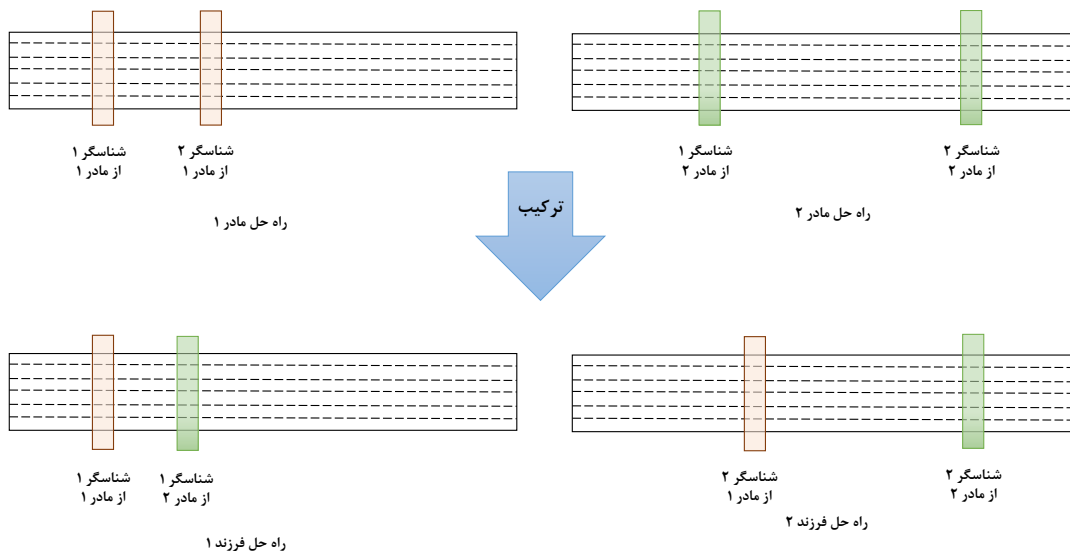 شناسگر ۱
از مادر ۱
شناسگر ۲
از مادر ۱
راه حل مادر ۱
شناسگر ۱
از مادر ۲
شناسگر ۲
از مادر ۲
راه حل مادر ۲
ترکیب
شناسگر ۱
از مادر ۱
شناسگر ۱
از مادر ۲
راه حل فرزند ۱
شناسگر ۲
از مادر ۱
شناسگر ۲
از مادر ۲
راه حل فرزند ۲